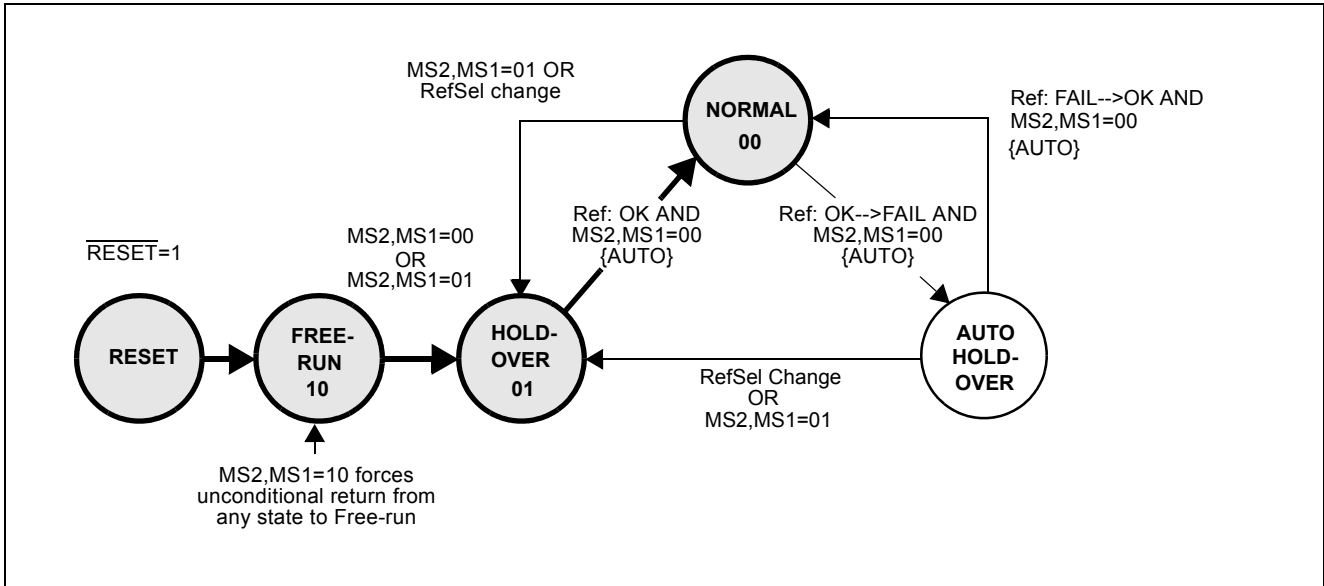 MS2,MS1=01 OR
RefSel change
NORMAL
00
Ref: FAIL-->OK AND
MS2,MS1=00
{AUTO}
Ref: OK AND
MS2,MS1=00
{AUTO}
Ref: OK-->FAIL AND
MS2,MS1=00
{AUTO}
RESET=1
MS2,MS1=00
OR
MS2,MS1=01
RESET
FREE-
RUN
10
HOLD-
OVER
01
AUTO
HOLD-
OVER
RefSel Change
OR
MS2,MS1=01
MS2,MS1=10 forces
unconditional return from
any state to Free-run